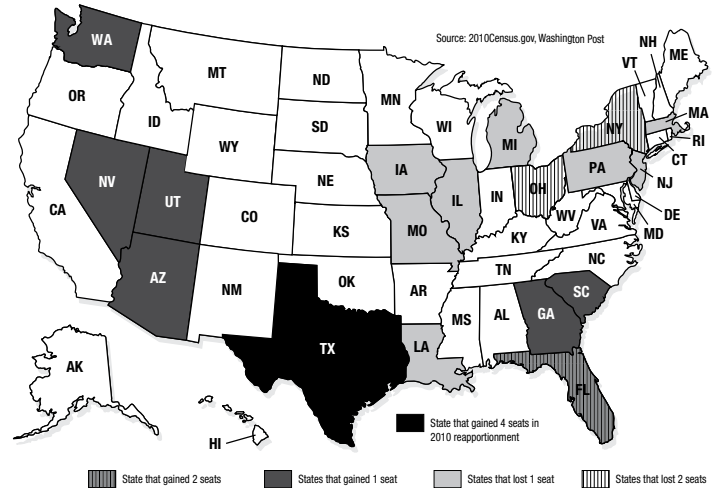 Source: 2010Census.gov, Washington Post
WA
MT
ND
MN
VT
NH
ME
OR
ID
WY
SD
WI
MI
NY
MA
RI
CT
NV
UT
CO
NE
IA
IL
IN
OH
PA
NJ
DE
MD
CA
KS
MO
KY
WV
VA
AZ
NM
OK
AR
TN
NC
SC
TX
LA
MS
AL
GA
FL
AK
HI
State that gained 4 seats in
2010 reapportionment
State that gained 2 seats
States that gained 1 seat
States that lost 1 seat
States that lost 2 seats